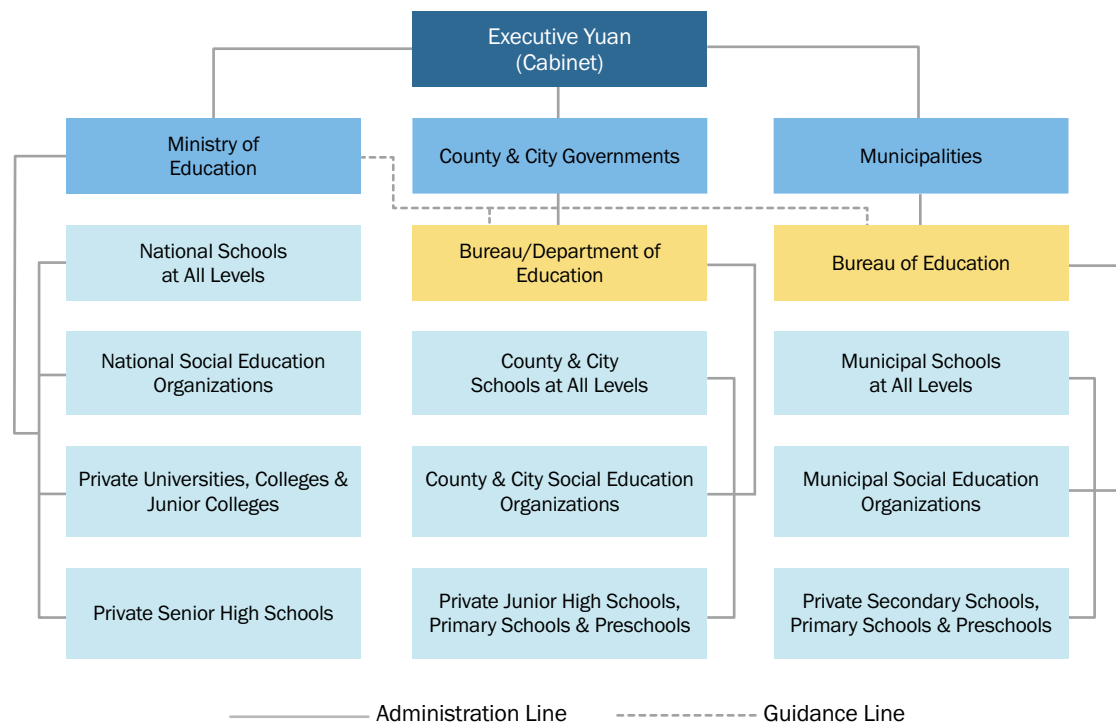 Executive Yuan
(Cabinet)
Ministry of
Education
County & City Governments
Municipalities
National Schools
at All Levels
Bureau/Department of
Education
Bureau of Education
National Social Education
Organizations
County & City
Schools at All Levels
Municipal Schools
at All Levels
Private Universities, Colleges &
Junior Colleges
County & City Social Education
Organizations
Municipal Social Education
Organizations
Private Senior High Schools
Private Junior High Schools,
Primary Schools & Preschools
Private Secondary Schools,
Primary Schools & Preschools
Administration Line
Guidance Line